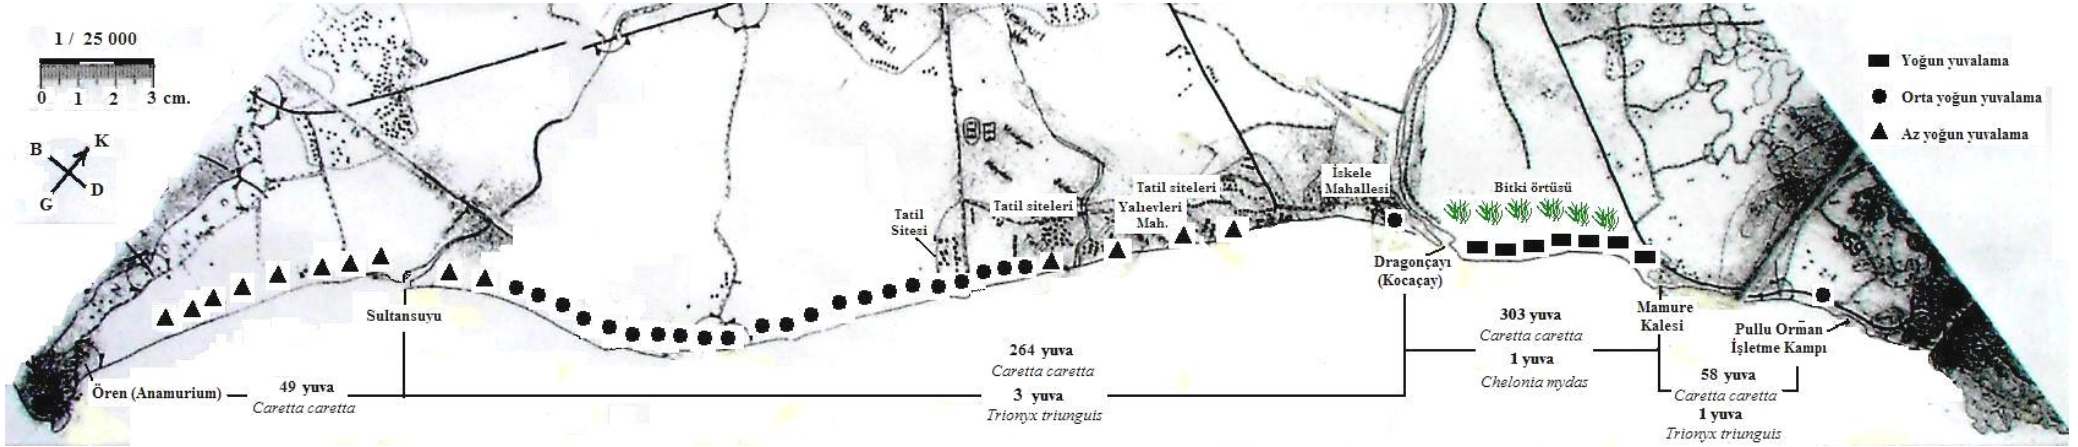 1 / 25 000
0 1 2 3 cm.
B K
G D
Yoğun yuvalama
Orta yoğun yuvalama
Az yoğun yuvalama
Tatil
Sitesi
Tatil siteleri
Tatil siteleri
Yalıevleri
Mah.
İskele
Mahallesi
Bitki örtüsü
Sultansuyu
Dragonçayı
(Kocaçay)
Mamure
Kalesi
Pullu Orman
İşletme Kampı
Ören (Anamurium)
49 yuva
Caretta caretta
264 yuva
Caretta caretta
3 yuva
Trionyx triunguis
303 yuva
Caretta caretta
1 yuva
Chelonia mydas
58 yuva
Caretta caretta
1 yuva
Trionyx triunguis